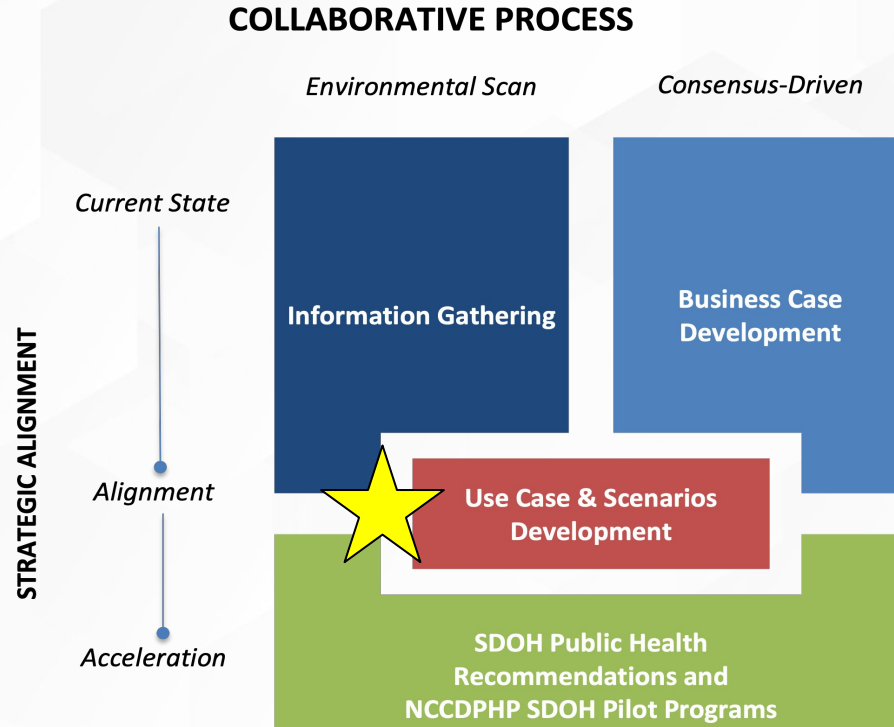 COLLABORATIVE PROCESS
Environmental Scan
Consensus-Driven
Current State
Information Gathering
Business Case
Development
STRATEGIC ALIGNMENT
Alignment
Use Case & Scenarios
Development
Acceleration
SDOH Public Health
Recommendations and
NCCDPHP SDOH Pilot Programs